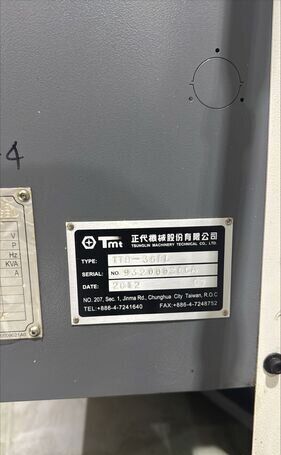 4
Tmt 正代機械股份有限公司
TSUNGLIN MACHINERY TECHNICAL CO., LTD.
V
P
Hz
KVA
A
TYPE:
SERIAL: NO
DATE: 2012
NO. 207, Sec. 1, Jinma Rd., Chunghua City Taiwan, R.O.C
TEL:+886-4-7241640 FAX:+886-4-7248752